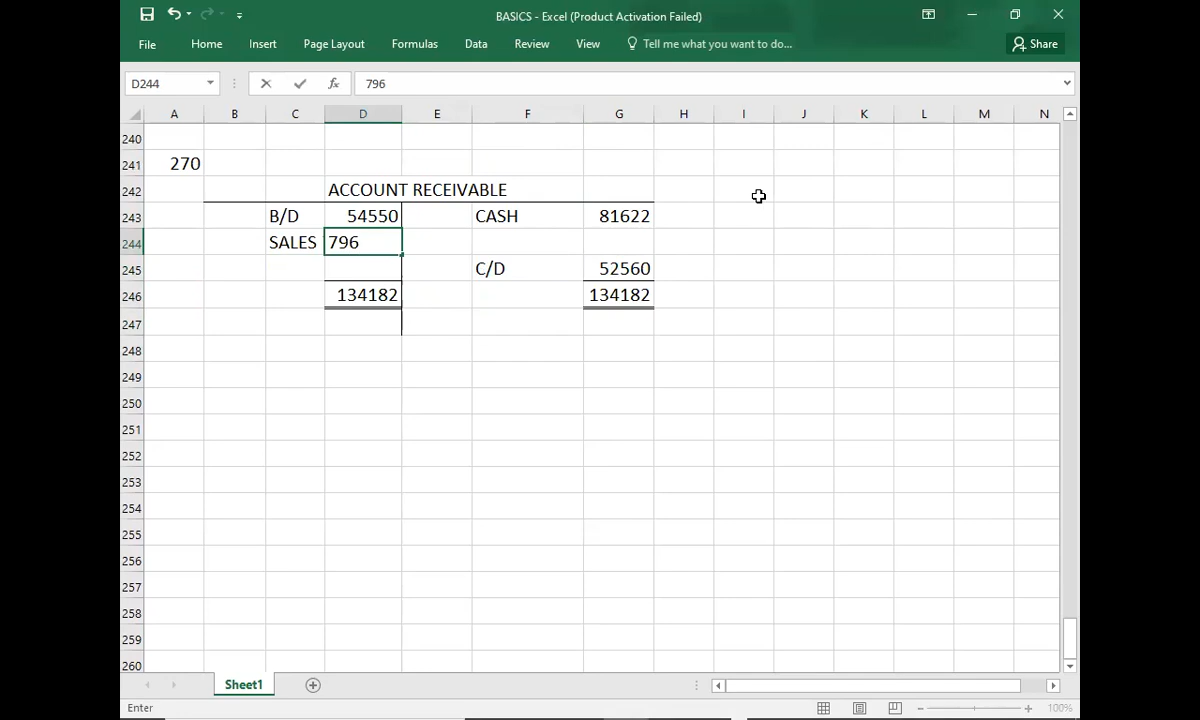 BASICS - Excel (Product Activation Failed)
File Home Insert Page Layout Formulas Data Review View Tell me what you want to do... Share
D244 fx 796
A B C D E F G H I J K L M N
240
241 270
242 ACCOUNT RECEIVABLE
243 B/D 54550 CASH 81622
244 SALES 796
245 C/D 52560
246 134182 134182
247
248
249
250
251
252
253
254
255
256
257
258
259
260
Sheet1
Enter 100%